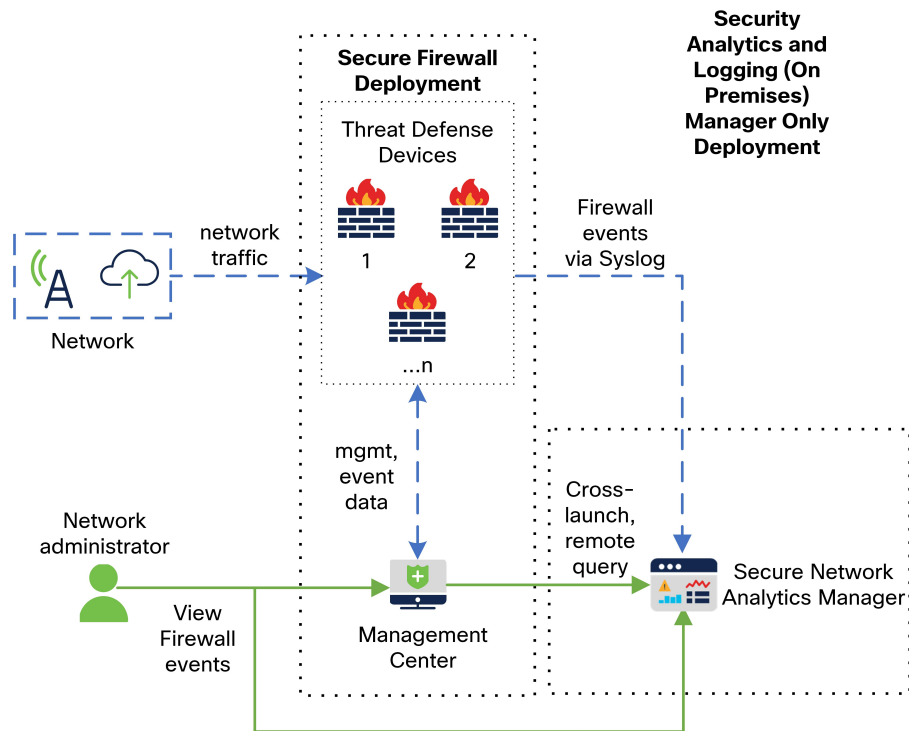 Security
Analytics and
Logging (On
Premises)
Manager Only
Deployment
Secure Firewall
Deployment
Threat Defense
Devices
1
2
...n
network
traffic
Network
Firewall
events
via Syslog
mgmt,
event
data
Cross-
launch,
remote
query
Network
administrator
View
Firewall
events
Management
Center
Secure Network
Analytics Manager